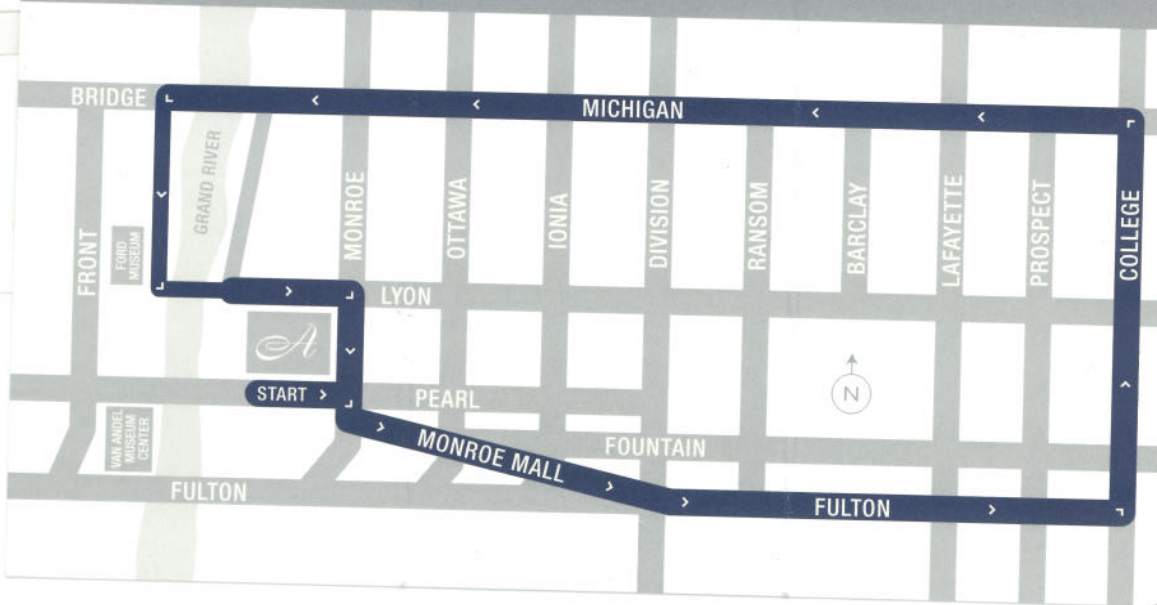 BRIDGE
MICHIGAN
GRAND RIVER
FRONT
FORD
MUSEUM
MONROE
OTTAWA
IONIA
DIVISION
RANSOM
BARCLAY
LAFAYETTE
PROSPECT
COLLEGE
LYON
A
START
PEARL
N
VAN ANDEL
MUSEUM
CENTER
MONROE MALL
FOUNTAIN
FULTON
FULTON